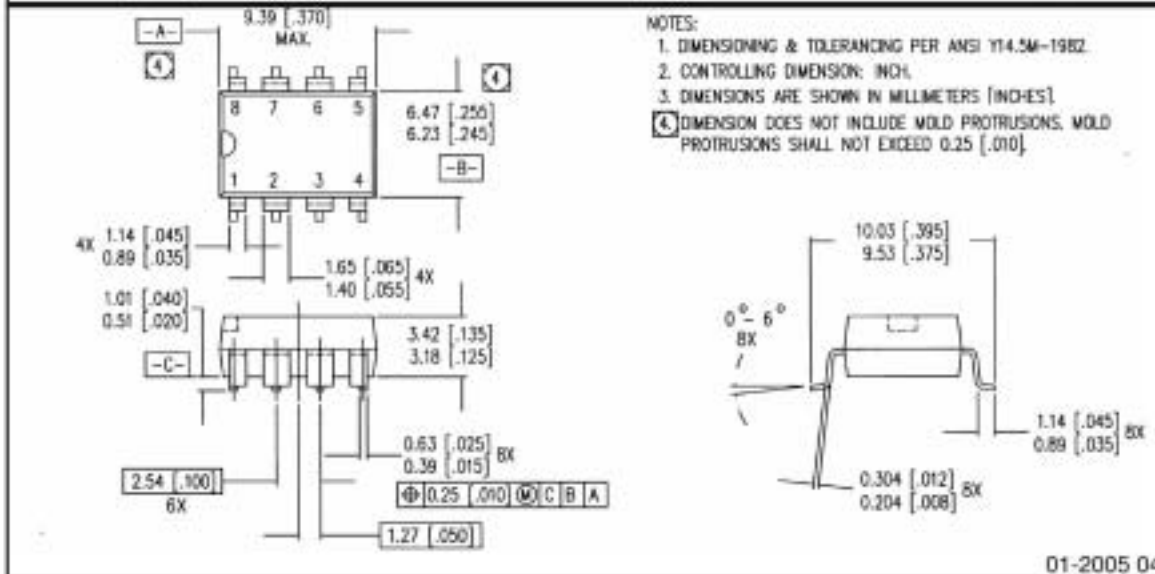 -A-
9.39 [.370]
MAX.
4
4
8 7 6 5
6.47 [.255]
6.23 [.245]
-B-
1 2 3 4
4X 1.14 [.045]
0.89 [.035]
1.65 [.065] 4X
1.40 [.055]
1.01 [.040]
0.51 [.020]
-C-
3.42 [.135]
3.18 [.125]
0.63 [.025] 8X
0.39 [.015]
2.54 [.100]
6X
⌖ 0.25 [.010] Ⓜ C B A
1.27 [.050]
NOTES:
1. DIMENSIONING & TOLERANCING PER ANSI Y14.5M-1982.
2. CONTROLLING DIMENSION: INCH.
3. DIMENSIONS ARE SHOWN IN MILLIMETERS [INCHES].
4. DIMENSION DOES NOT INCLUDE MOLD PROTRUSIONS, MOLD
PROTRUSIONS SHALL NOT EXCEED 0.25 [.010].
10.03 [.395]
9.53 [.375]
0° - 6°
8X
1.14 [.045] 8X
0.89 [.035]
0.304 [.012] 8X
0.204 [.008]
01-2005 04